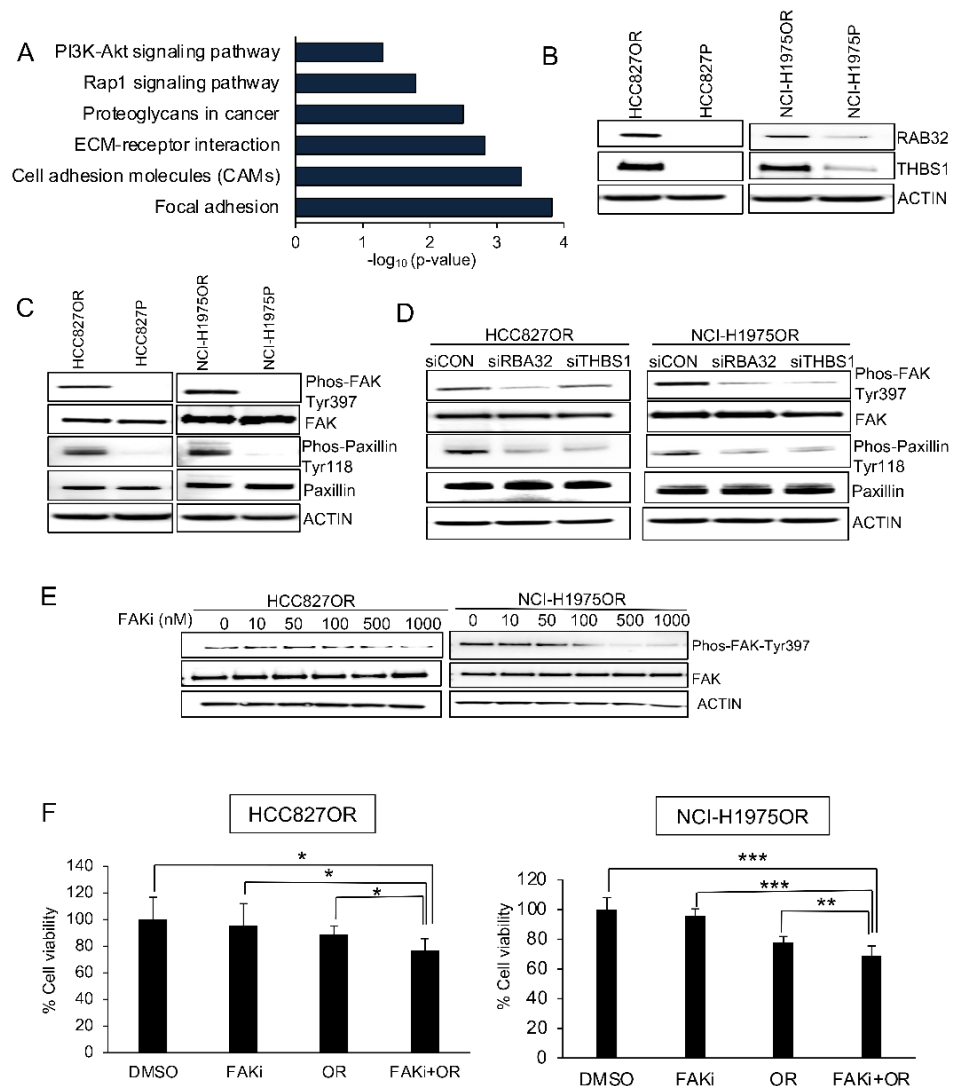 A
PI3K-Akt signaling pathway
Rap1 signaling pathway
Proteoglycans in cancer
ECM-receptor interaction
Cell adhesion molecules (CAMs)
Focal adhesion
0 1 2 3 4
-log₁₀ (p-value)
B
HCC827OR
HCC827P
NCI-H1975OR
NCI-H1975P
RAB32
THBS1
ACTIN
C
HCC827OR
HCC827P
NCI-H1975OR
NCI-H1975P
Phos-FAK
Tyr397
FAK
Phos-Paxillin
Tyr118
Paxillin
ACTIN
D
HCC827OR NCI-H1975OR
siCON siRBA32 siTHBS1 siCON siRBA32 siTHBS1
Phos-FAK
Tyr397
FAK
Phos-Paxillin
Tyr118
Paxillin
ACTIN
E
HCC827OR NCI-H1975OR
FAKi (nM) 0 10 50 100 500 1000 0 10 50 100 500 1000
Phos-FAK-Tyr397
FAK
ACTIN
F
HCC827OR
% Cell viability
140
120
100
80
60
40
20
0
* 
*
*
DMSO FAKi OR FAKi+OR
NCI-H1975OR
% Cell viability
120
100
80
60
40
20
0
***
***
**
DMSO FAKi OR FAKi+OR